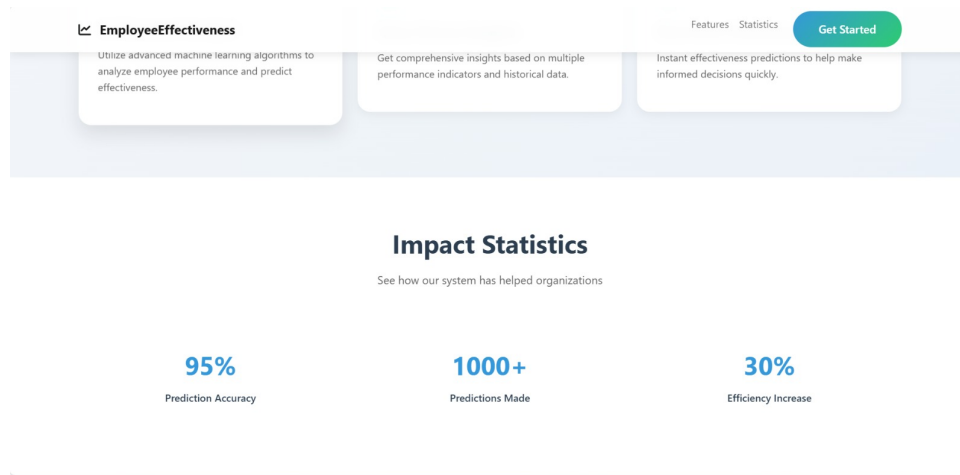 EmployeeEffectiveness
Features
Statistics
Get Started
Utilize advanced machine learning algorithms to
analyze employee performance and predict
effectiveness.
Get comprehensive insights based on multiple
performance indicators and historical data.
Instant effectiveness predictions to help make
informed decisions quickly.
Impact Statistics
See how our system has helped organizations
95%
Prediction Accuracy
1000+
Predictions Made
30%
Efficiency Increase